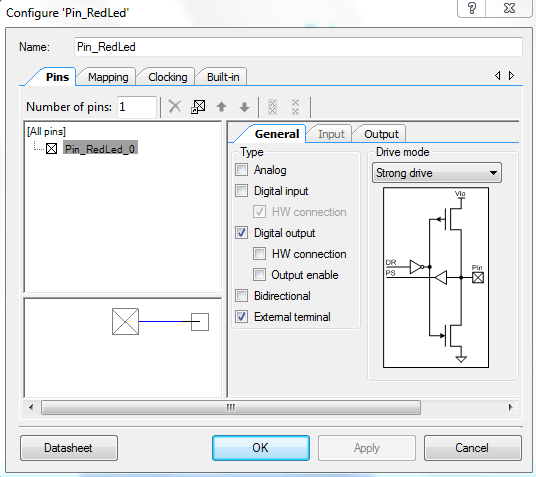 Configure 'Pin_RedLed'
?
X
Name: Pin_RedLed
Pins Mapping Clocking Built-in
Number of pins: 1
[All pins]
Pin_RedLed_0
General Input Output
Type
Analog
Digital input
HW connection
Digital output
HW connection
Output enable
Bidirectional
External terminal
Drive mode
Strong drive
Vio
DR
PS
Pin
Datasheet OK Apply Cancel